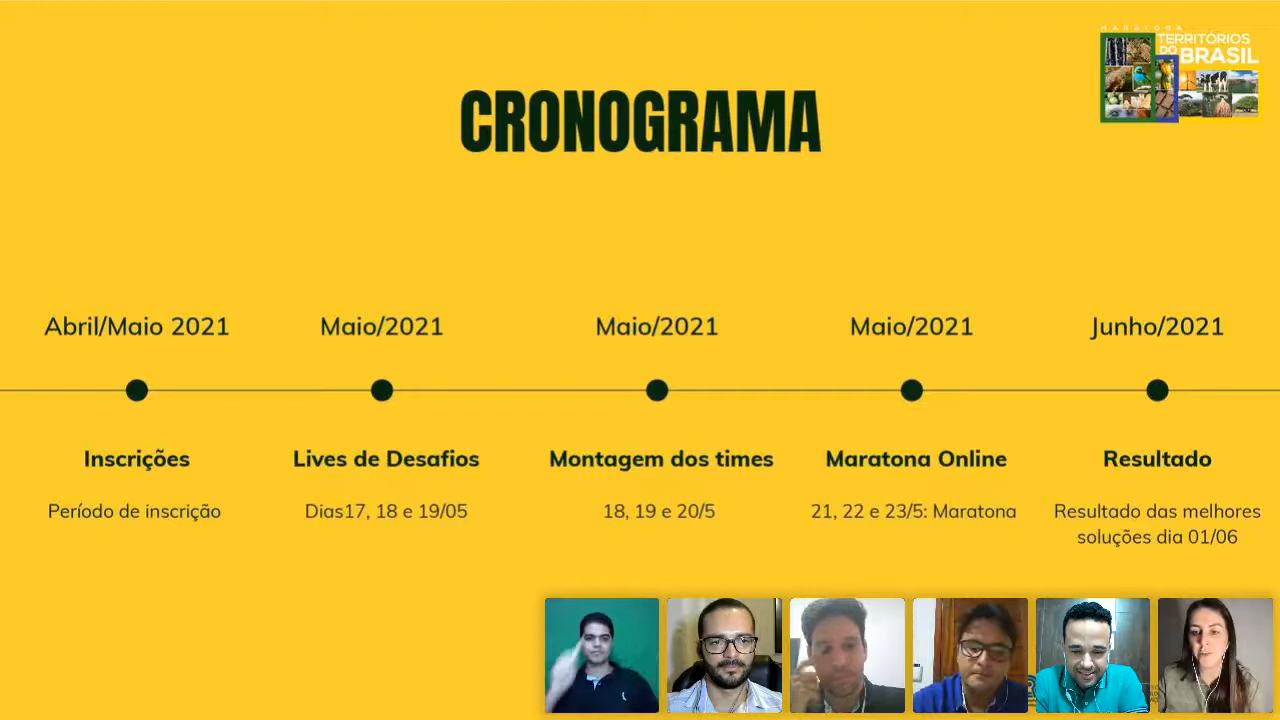 MARATONA
TERRITÓRIOS
DO BRASIL
CRONOGRAMA
Abril/Maio 2021
Maio/2021
Maio/2021
Maio/2021
Junho/2021
Inscrições
Lives de Desafios
Montagem dos times
Maratona Online
Resultado
Período de inscrição
Dias17, 18 e 19/05
18, 19 e 20/5
21, 22 e 23/5: Maratona
Resultado das melhores
soluções dia 01/06